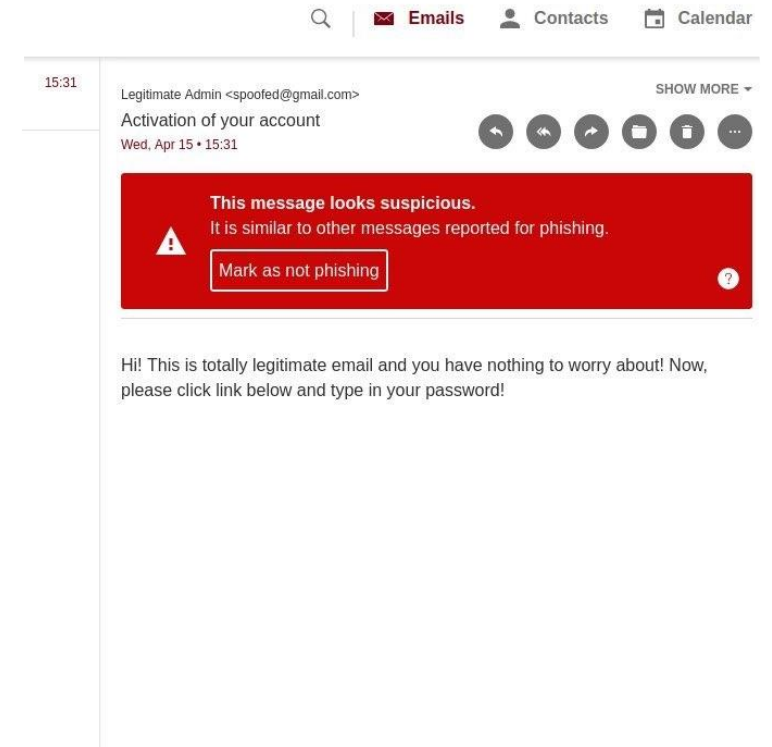 Emails Contacts Calendar
15:31
Legitimate Admin <spoofed@gmail.com>
SHOW MORE
Activation of your account
Wed, Apr 15 • 15:31
This message looks suspicious.
It is similar to other messages reported for phishing.
Mark as not phishing
?
Hi! This is totally legitimate email and you have nothing to worry about! Now,
please click link below and type in your password!